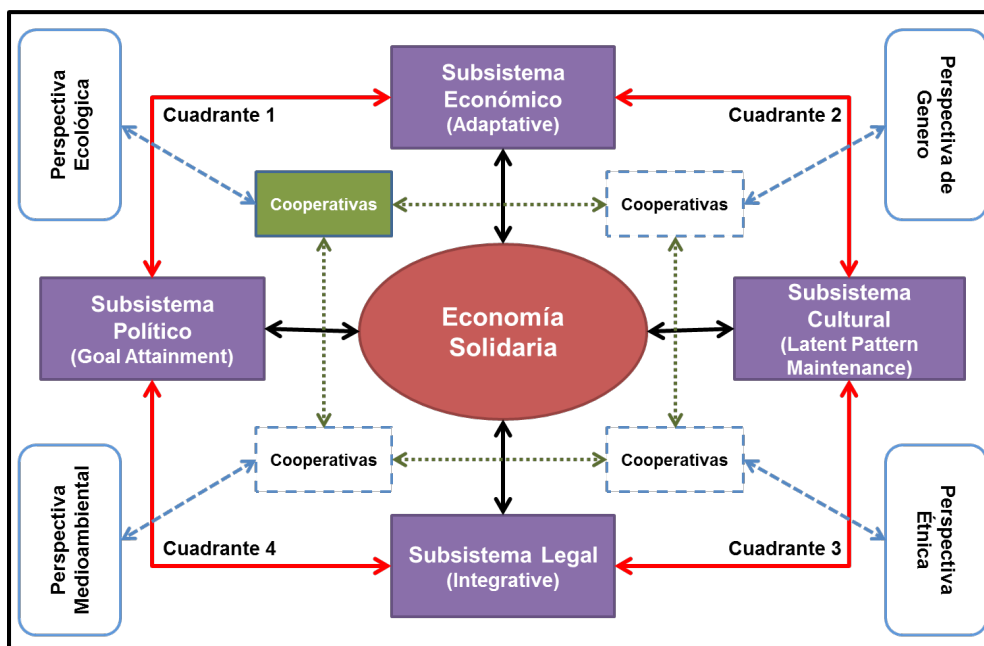 Perspectiva
Ecológica
Cuadrante 1
Subsistema
Económico
(Adaptative)
Cuadrante 2
Perspectiva de
Genero
Cooperativas
Cooperativas
Subsistema
Político
(Goal Attainment)
Economía
Solidaria
Subsistema
Cultural
(Latent Pattern
Maintenance)
Cooperativas
Cooperativas
Perspectiva
Medioambiental
Cuadrante 4
Subsistema Legal
(Integrative)
Cuadrante 3
Perspectiva
Étnica